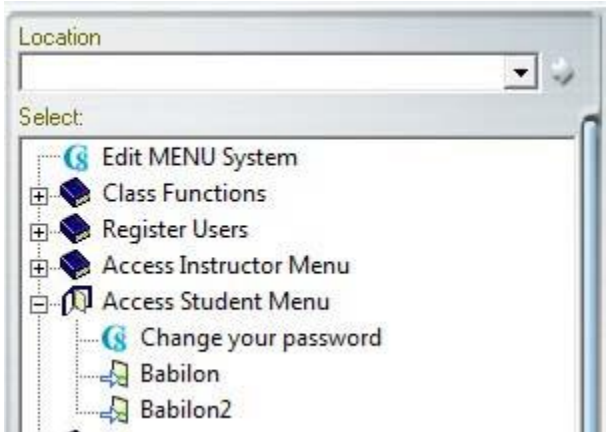 Location
Select:
Edit MENU System
Class Functions
Register Users
Access Instructor Menu
Access Student Menu
Change your password
Babilon
Babilon2